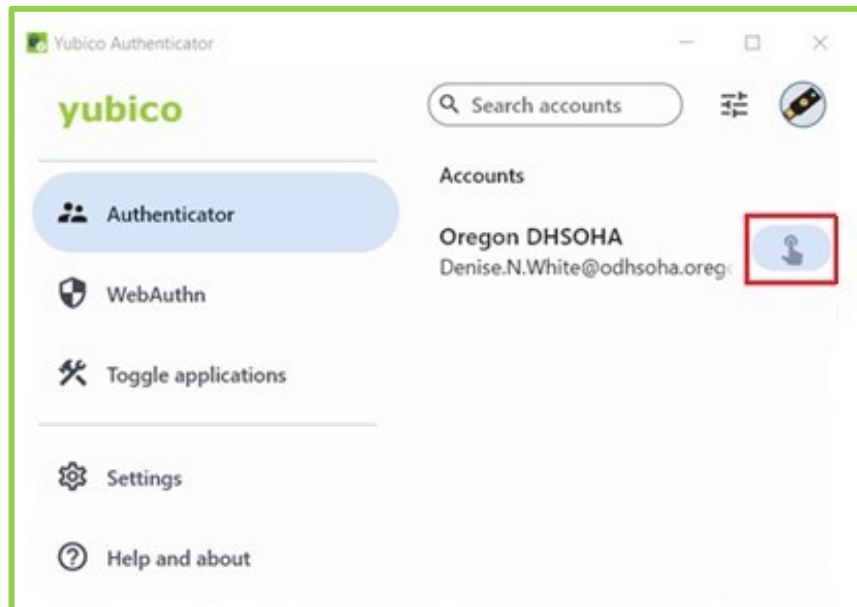 Yubico Authenticator
yubico
Search accounts
Authenticator
WebAuthn
Toggle applications
Settings
Help and about
Accounts
Oregon DHSOHA
Denise.N.White@odhsoha.oreg